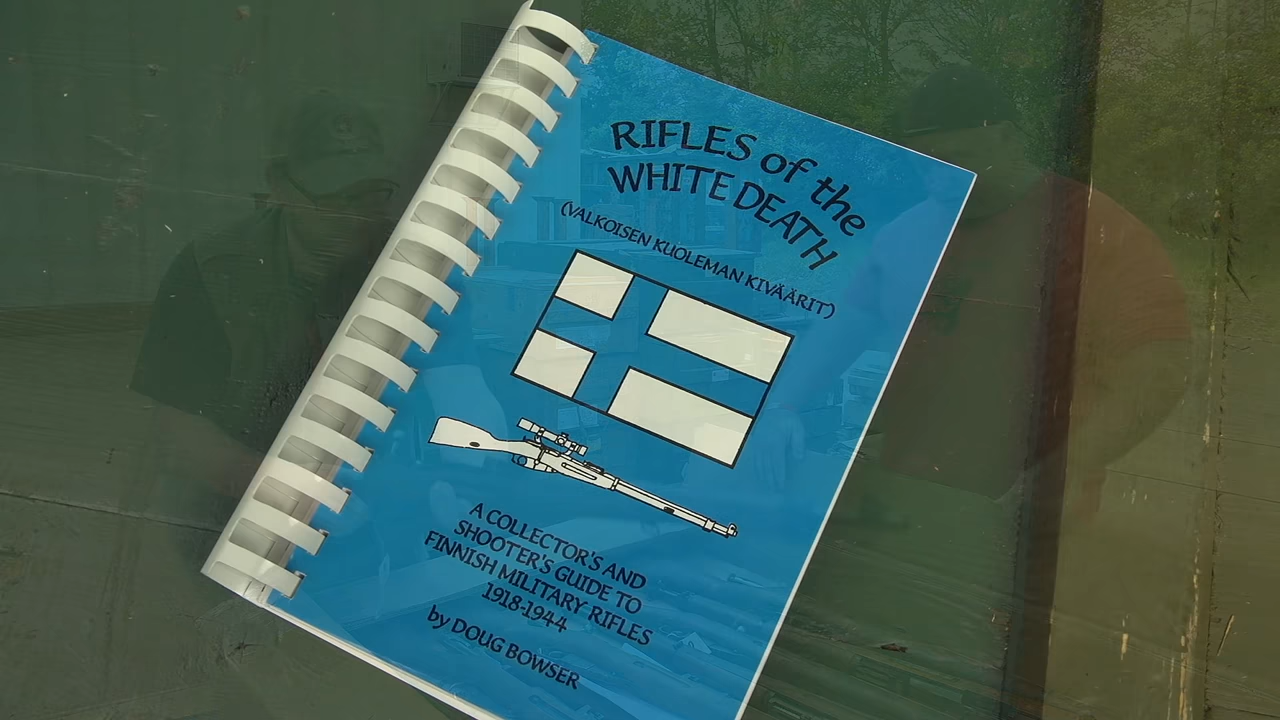 RIFLES of the
WHITE DEATH
(VALKOISEN KUOLEMAN KIVÄÄRIT)
A COLLECTOR'S AND
SHOOTER'S GUIDE TO
FINNISH MILITARY RIFLES
1918-1944
by DOUG BOWSER